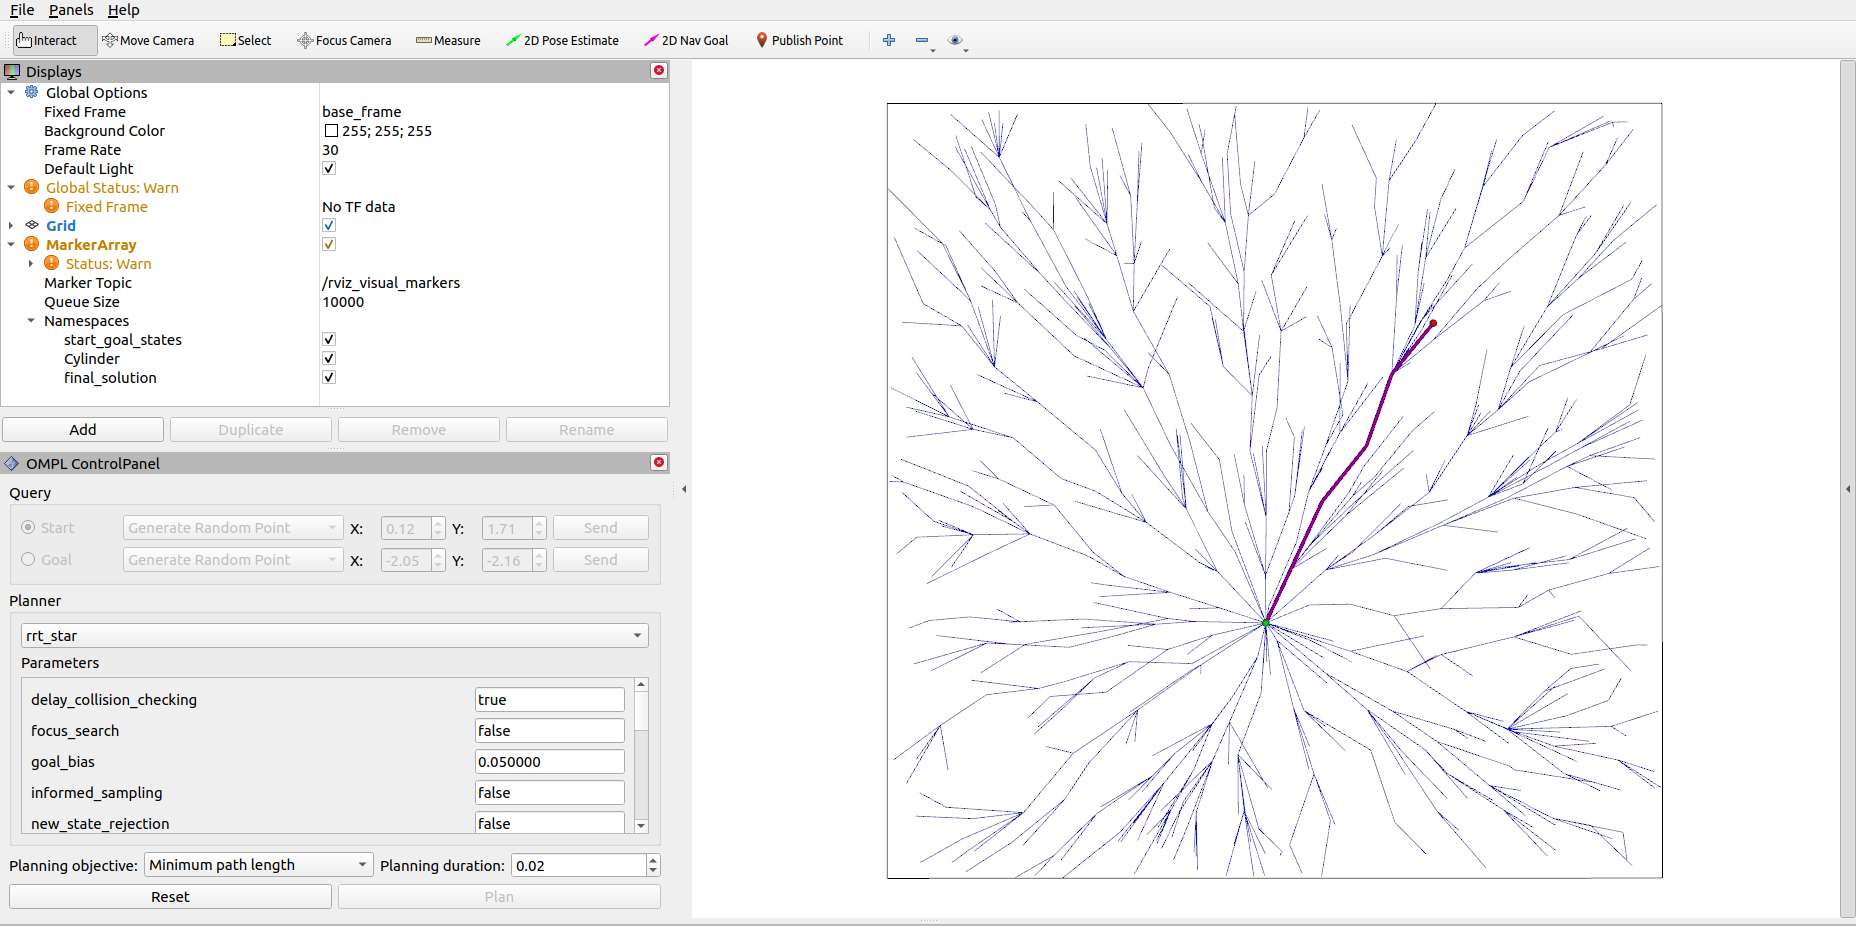 File Panels Help
Interact Move Camera Select Focus Camera Measure 2D Pose Estimate 2D Nav Goal Publish Point
Displays
Global Options
Fixed Frame base_frame
Background Color 255; 255; 255
Frame Rate 30
Default Light
Global Status: Warn
Fixed Frame No TF data
Grid
MarkerArray
Status: Warn
Marker Topic /rviz_visual_markers
Queue Size 10000
Namespaces
start_goal_states
Cylinder
final_solution
Add Duplicate Remove Rename
OMPL ControlPanel
Query
Start Generate Random Point X: 0.12 Y: 1.71 Send
Goal Generate Random Point X: -2.05 Y: -2.16 Send
Planner
rrt_star
Parameters
delay_collision_checking true
focus_search false
goal_bias 0.050000
informed_sampling false
new_state_rejection false
Planning objective: Minimum path length Planning duration: 0.02
Reset Plan